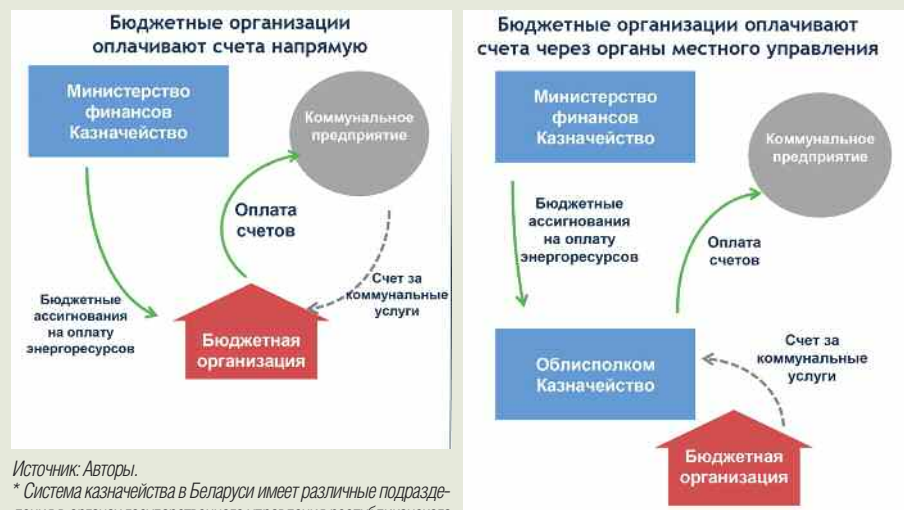 Бюджетные организации
оплачивают счета напрямую
Министерство
финансов
Казначейство
Коммунальное
предприятие
Оплата
счетов
Счет за
коммунальные
услуги
Бюджетные
ассигнования
на оплату
энергоресурсов
Бюджетная
организация
Источник: Авторы.
* Система казначейства в Беларуси имеет различные подразде-
Бюджетные организации оплачивают
счета через органы местного управления
Министерство
финансов
Казначейство
Коммунальное
предприятие
Бюджетные
ассигнования
на оплату
энергоресурсов
Оплата
счетов
Облисполком
Казначейство
Счет за
коммунальные
услуги
Бюджетная
организация